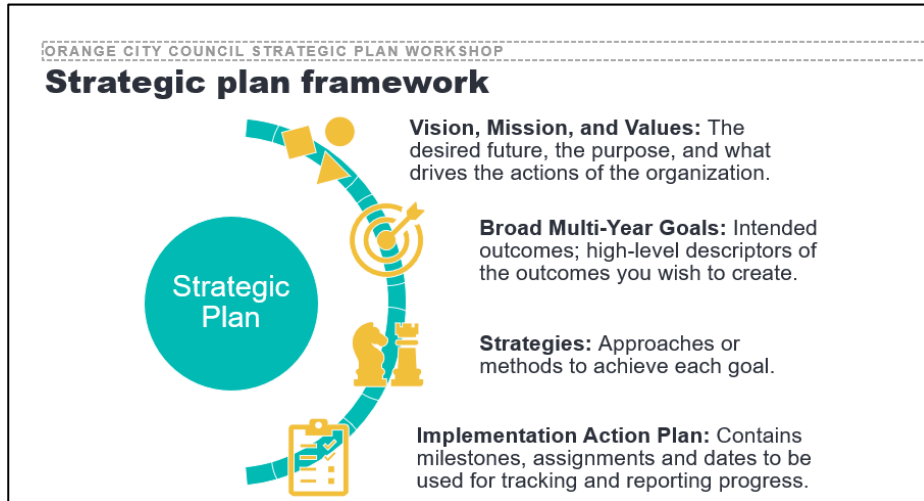 ORANGE CITY COUNCIL STRATEGIC PLAN WORKSHOP
Strategic plan framework
Vision, Mission, and Values: The
desired future, the purpose, and what
drives the actions of the organization.
Broad Multi-Year Goals: Intended
outcomes; high-level descriptors of
the outcomes you wish to create.
Strategic
Plan
Strategies: Approaches or
methods to achieve each goal.
Implementation Action Plan: Contains
milestones, assignments and dates to be
used for tracking and reporting progress.